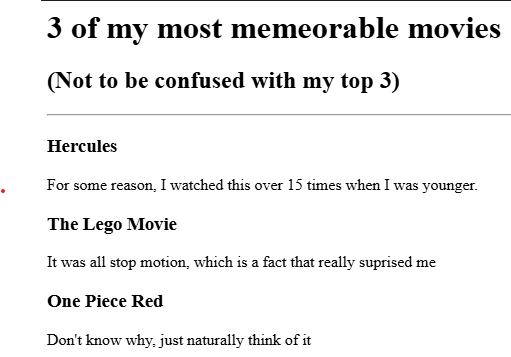 3 of my most memeorable movies
(Not to be confused with my top 3)
Hercules
For some reason, I watched this over 15 times when I was younger.
The Lego Movie
It was all stop motion, which is a fact that really suprised me
One Piece Red
Don't know why, just naturally think of it